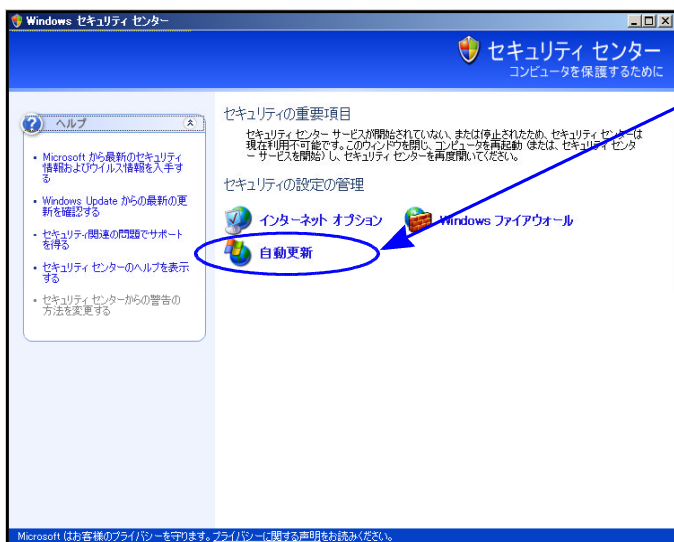 Windows セキュリティ センター
セキュリティ センター
コンピュータを保護するために
ヘルプ
• Microsoft から最新のセキュリティ
情報およびウイルス情報を入手す
る
• Windows Update からの最新の更
新を確認する
• セキュリティ関連の問題でサポート
を得る
• セキュリティ センターのヘルプを表示
する
• セキュリティ センターからの警告の
方法を変更する
セキュリティの重要項目
セキュリティ センター サービスが開始されていない、または停止されたため、セキュリティ センターは
現在利用不可能です。このウィンドウを閉じ、コンピュータを再起動 (または、セキュリティ センタ
ー サービスを開始) し、セキュリティ センターを再度開いてください。
セキュリティの設定の管理
インターネット オプション
Windows ファイアウォール
自動更新
Microsoft はお客様のプライバシーを守ります。プライバシーに関する声明をお読みください。